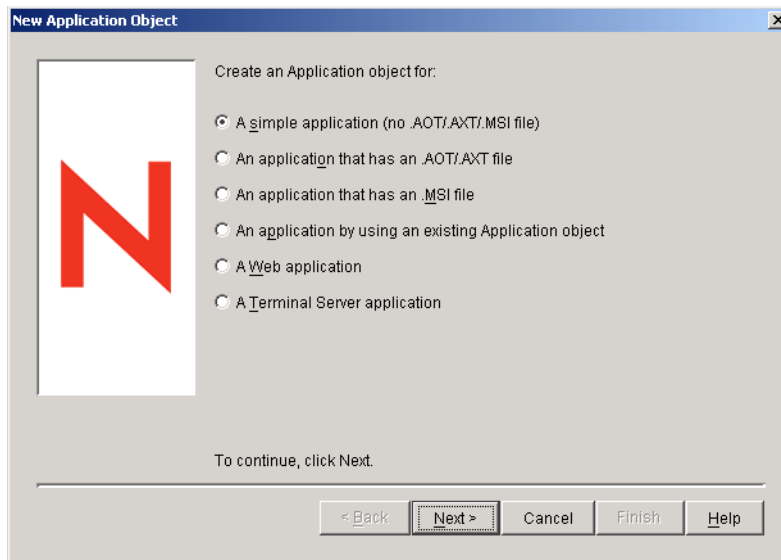 New Application Object
Create an Application object for:
A simple application (no .AOT/.AXT/.MSI file)
An application that has an .AOT/.AXT file
An application that has an .MSI file
An application by using an existing Application object
A Web application
A Terminal Server application
N
To continue, click Next.
< Back
Next >
Cancel
Finish
Help